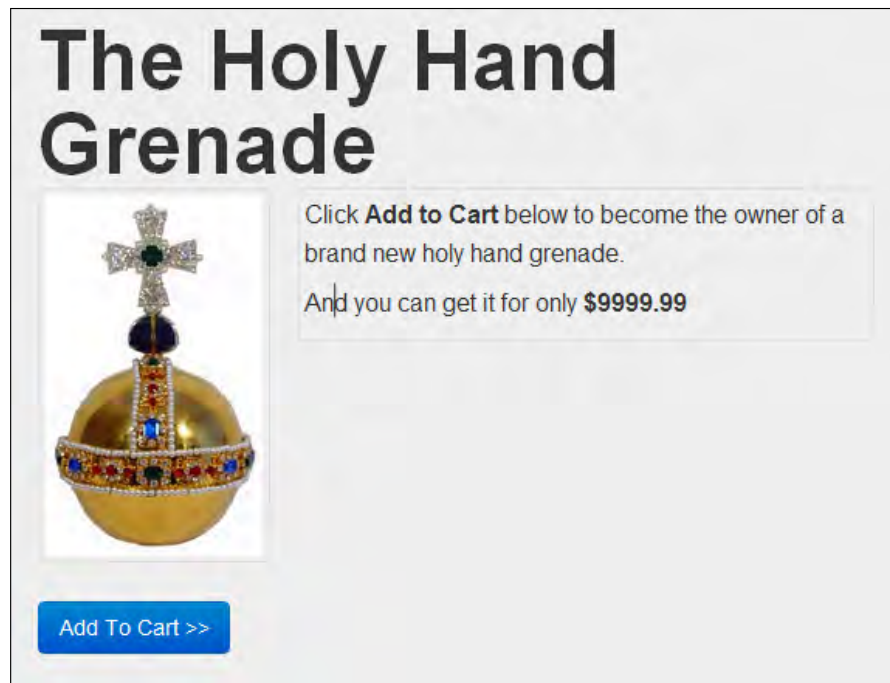 The Holy Hand
Grenade
Click Add to Cart below to become the owner of a
brand new holy hand grenade.
And you can get it for only $9999.99
Add To Cart >>